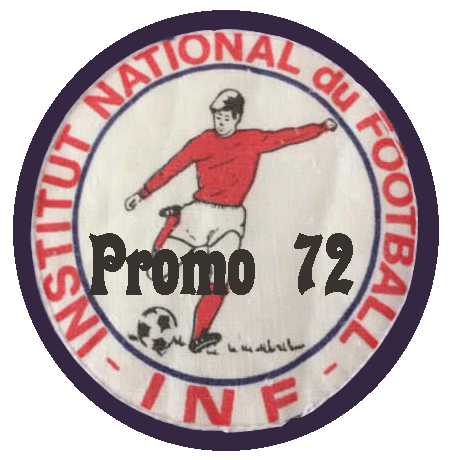 INSTITUT NATIONAL du FOOTBALL
Promo 72
- INF -